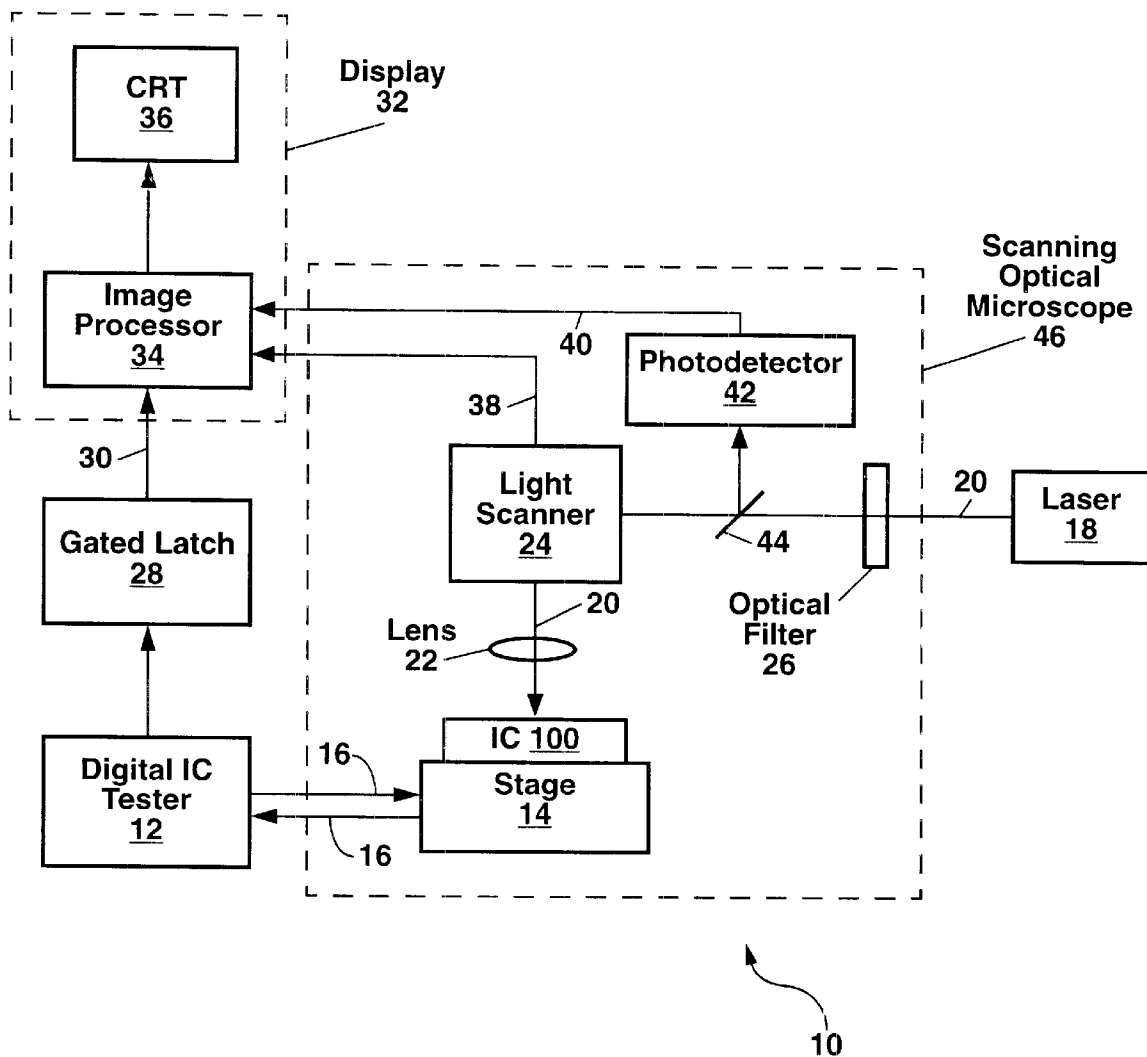 CRT
36
Display
32
Image
Processor
34
40
38
30
Photodetector
42
Scanning
Optical
Microscope
46
Light
Scanner
24
44
20
Laser
18
Gated Latch
28
Optical
Filter
26
20
Lens
22
IC 100
Stage
14
Digital IC
Tester
12
16
16
10